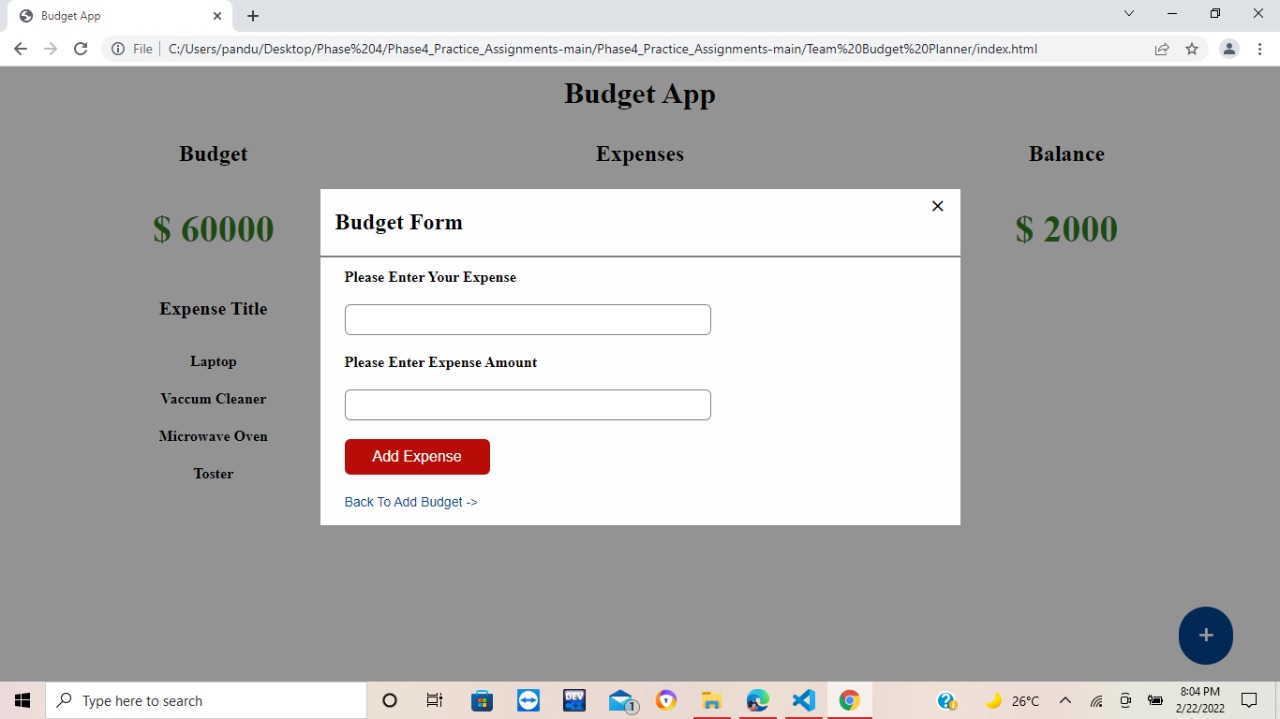 Budget App
File
C:/Users/pandu/Desktop/Phase%204/Phase4_Practice_Assignments-main/Phase4_Practice_Assignments-main/Team%20Budget%20Planner/index.html
Budget App
Budget Expenses Balance
$ 60000
$ 2000
Budget Form
Please Enter Your Expense
Please Enter Expense Amount
Add Expense
Back To Add Budget ->
Expense Title
Laptop
Vaccum Cleaner
Microwave Oven
Toster
+
Type here to search
DEV
1
26°C
8:04 PM
2/22/2022